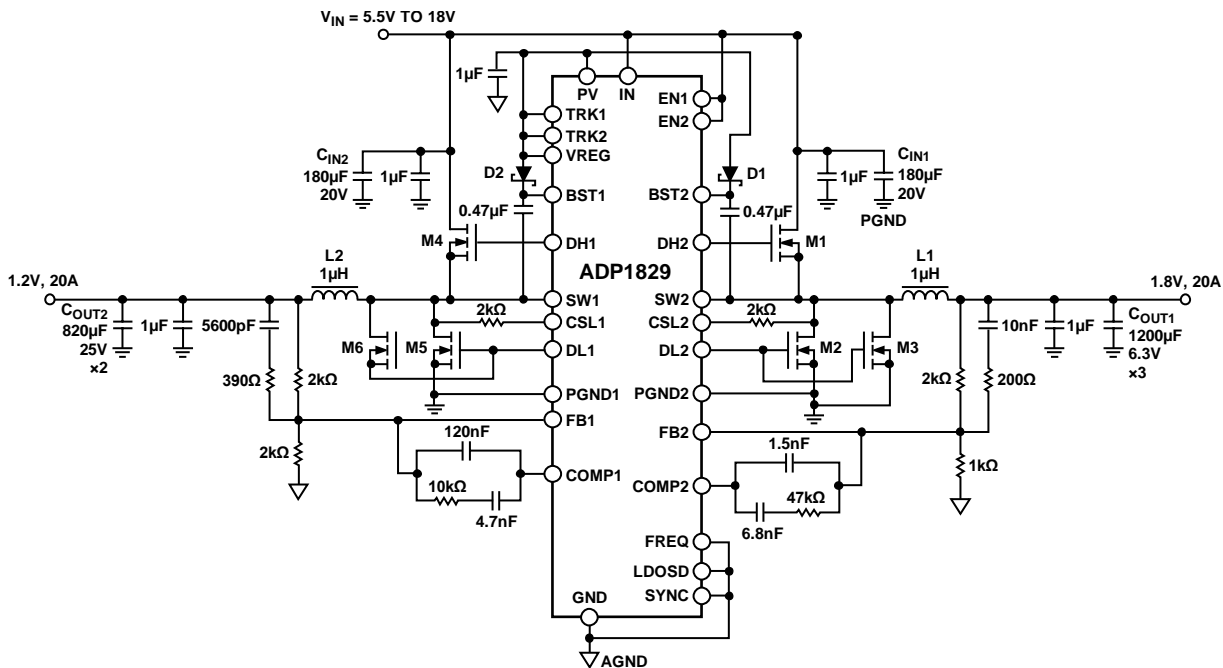 VIN = 5.5V TO 18V
1µF
PV
IN
TRK1
TRK2
VREG
EN1
EN2
CIN2
180µF
20V
1µF
D2
BST1
0.47µF
BST2
D1
0.47µF
1µF
CIN1
180µF
20V
PGND
M4
DH1
DH2
M1
ADP1829
1.2V, 20A
L2
1µH
SW1
SW2
L1
1µH
1.8V, 20A
COUT2
820µF
25V
×2
1µF
5600pF
2kΩ
CSL1
CSL2
2kΩ
10nF
1µF
COUT1
1200µF
6.3V
×3
M6
M5
DL1
DL2
M2
M3
390Ω
2kΩ
2kΩ
200Ω
PGND1
PGND2
FB1
FB2
2kΩ
120nF
10kΩ
4.7nF
COMP1
COMP2
1.5nF
47kΩ
6.8nF
1kΩ
FREQ
LDOSD
SYNC
GND
AGND